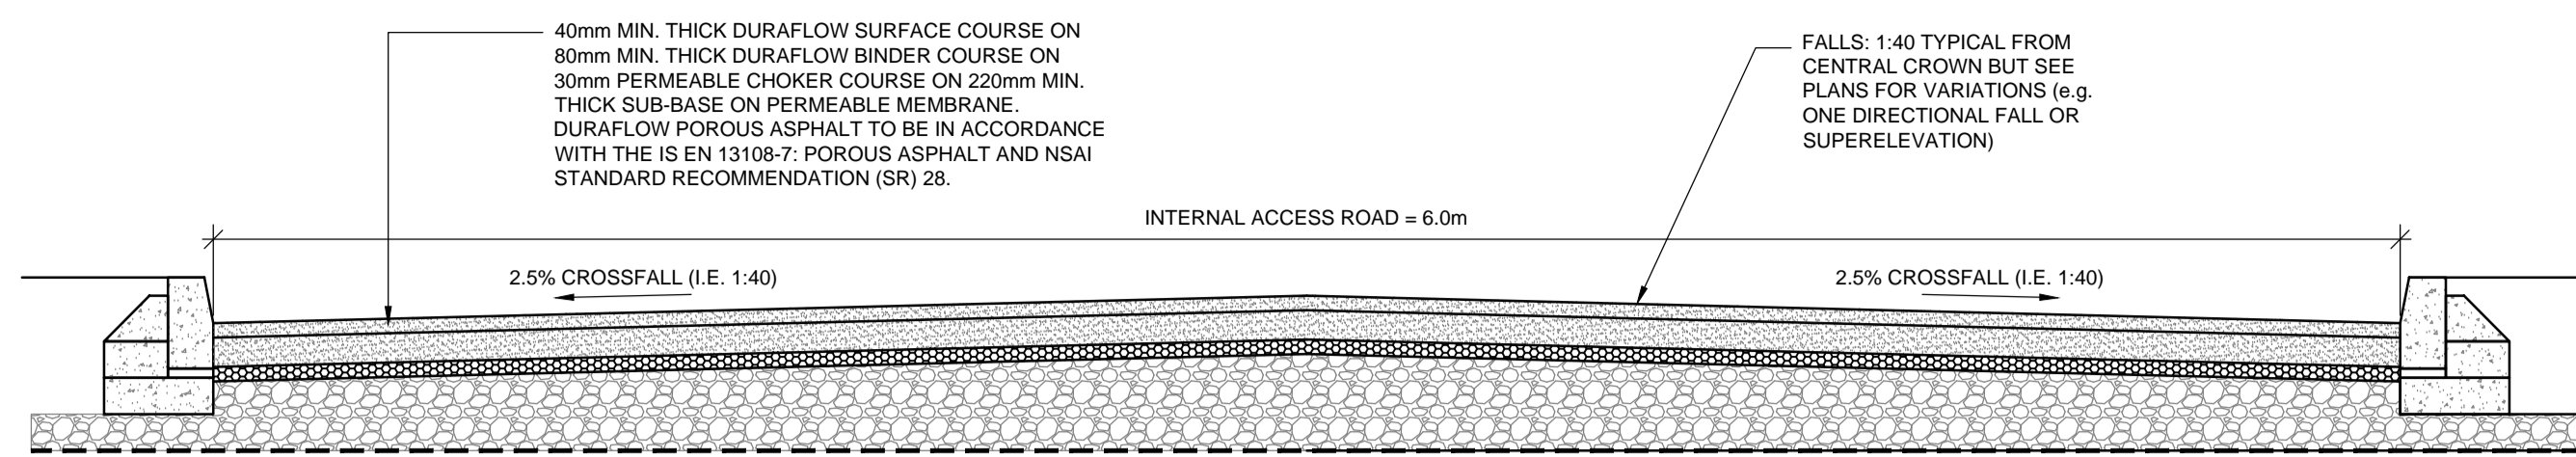 40mm MIN. THICK DURAFLOW SURFACE COURSE ON
80mm MIN. THICK DURAFLOW BINDER COURSE ON
30mm PERMEABLE CHOKER COURSE ON 220mm MIN.
THICK SUB-BASE ON PERMEABLE MEMBRANE.
DURAFLOW POROUS ASPHALT TO BE IN ACCORDANCE
WITH THE IS EN 13108-7: POROUS ASPHALT AND NSAI
STANDARD RECOMMENDATION (SR) 28.
FALLS: 1:40 TYPICAL FROM
CENTRAL CROWN BUT SEE
PLANS FOR VARIATIONS (e.g.
ONE DIRECTIONAL FALL OR
SUPERELEVATION)
INTERNAL ACCESS ROAD = 6.0m
2.5% CROSSFALL (I.E. 1:40)
2.5% CROSSFALL (I.E. 1:40)